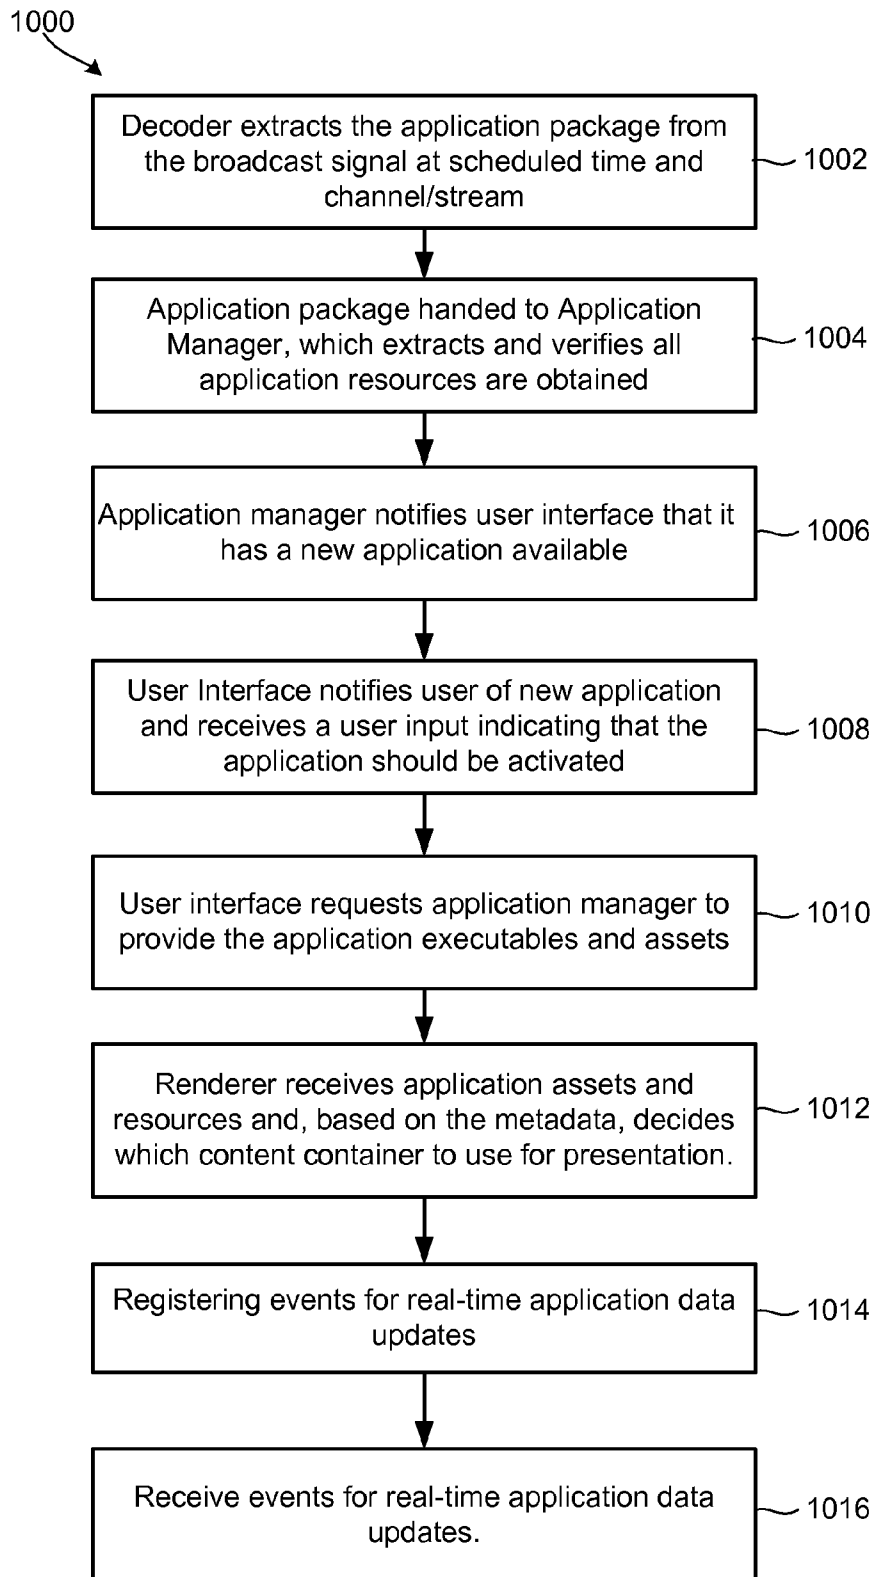 1000
Decoder extracts the application package from
the broadcast signal at scheduled time and
channel/stream
1002
Application package handed to Application
Manager, which extracts and verifies all
application resources are obtained
1004
Application manager notifies user interface that it
has a new application available
1006
User Interface notifies user of new application
and receives a user input indicating that the
application should be activated
1008
User interface requests application manager to
provide the application executables and assets
1010
Renderer receives application assets and
resources and, based on the metadata, decides
which content container to use for presentation.
1012
Registering events for real-time application data
updates
1014
Receive events for real-time application data
updates.
1016